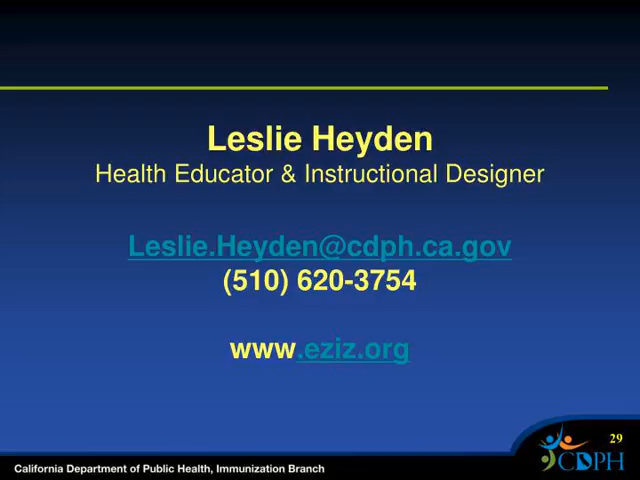 Leslie Heyden
Health Educator & Instructional Designer
Leslie.Heyden@cdph.ca.gov
(510) 620-3754
www.eziz.org
29
CDPH
California Department of Public Health, Immunization Branch